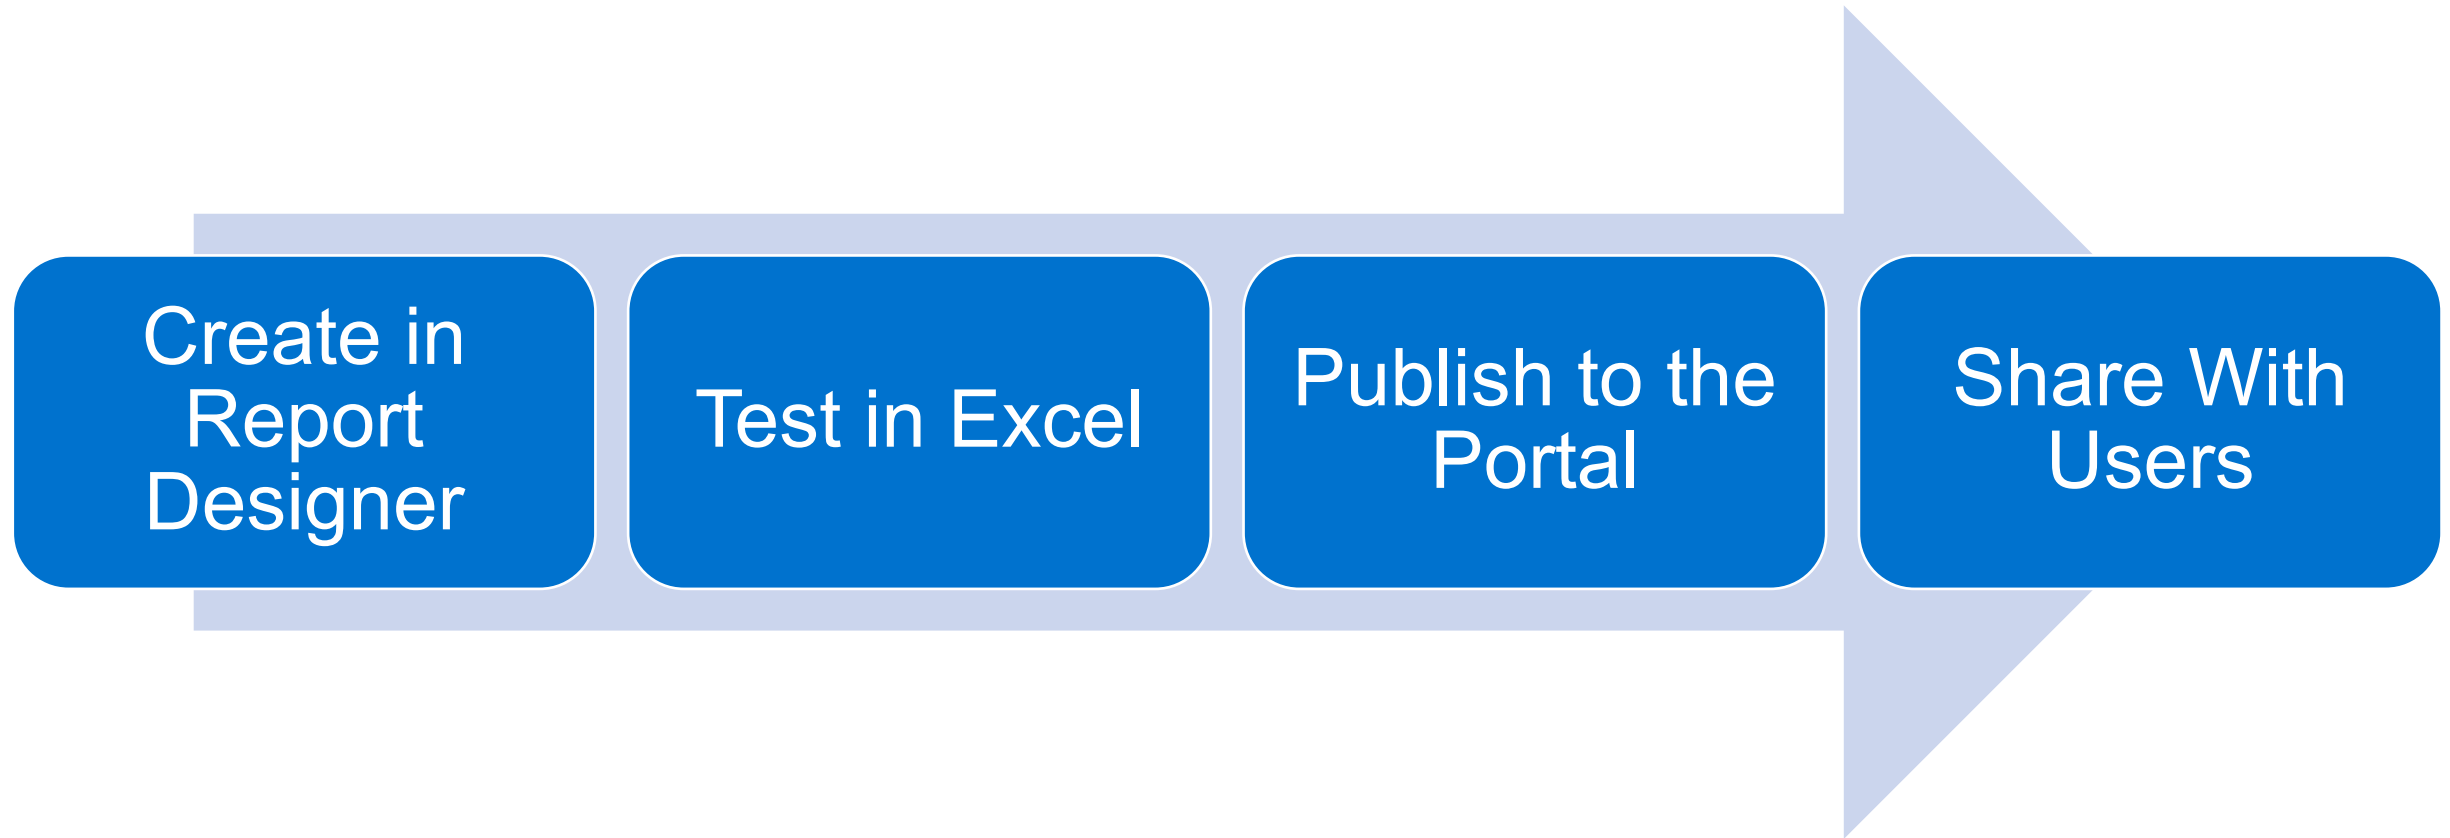 Create in
Report
Designer
Test in Excel
Publish to the
Portal
Share With
Users